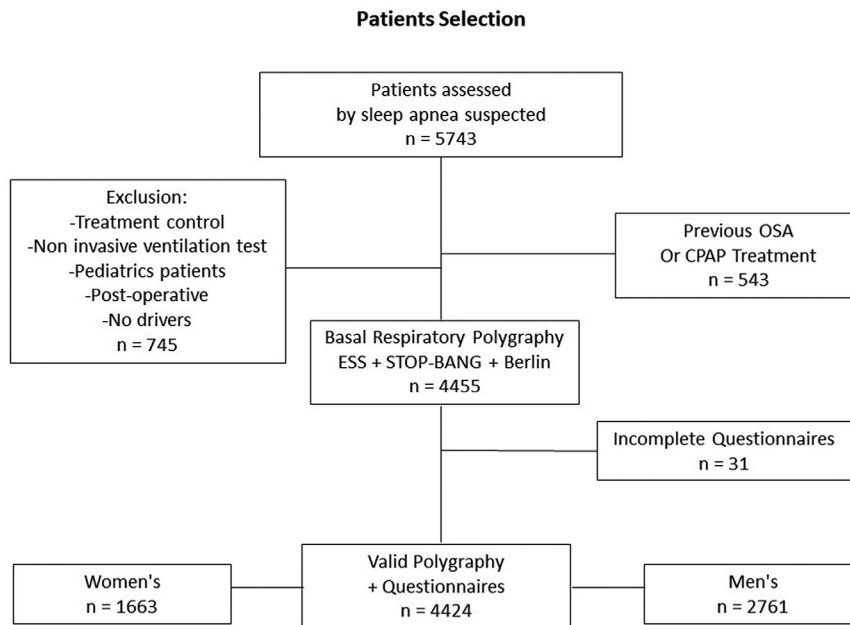 Patients Selection
Patients assessed
by sleep apnea suspected
n = 5743
Exclusion:
-Treatment control
-Non invasive ventilation test
-Pediatrics patients
-Post-operative
-No drivers
n = 745
Previous OSA
Or CPAP Treatment
n = 543
Basal Respiratory Polygraphy
ESS + STOP-BANG + Berlin
n = 4455
Incomplete Questionnaires
n = 31
Women's
n = 1663
Valid Polygraphy
+ Questionnaires
n = 4424
Men's
n = 2761